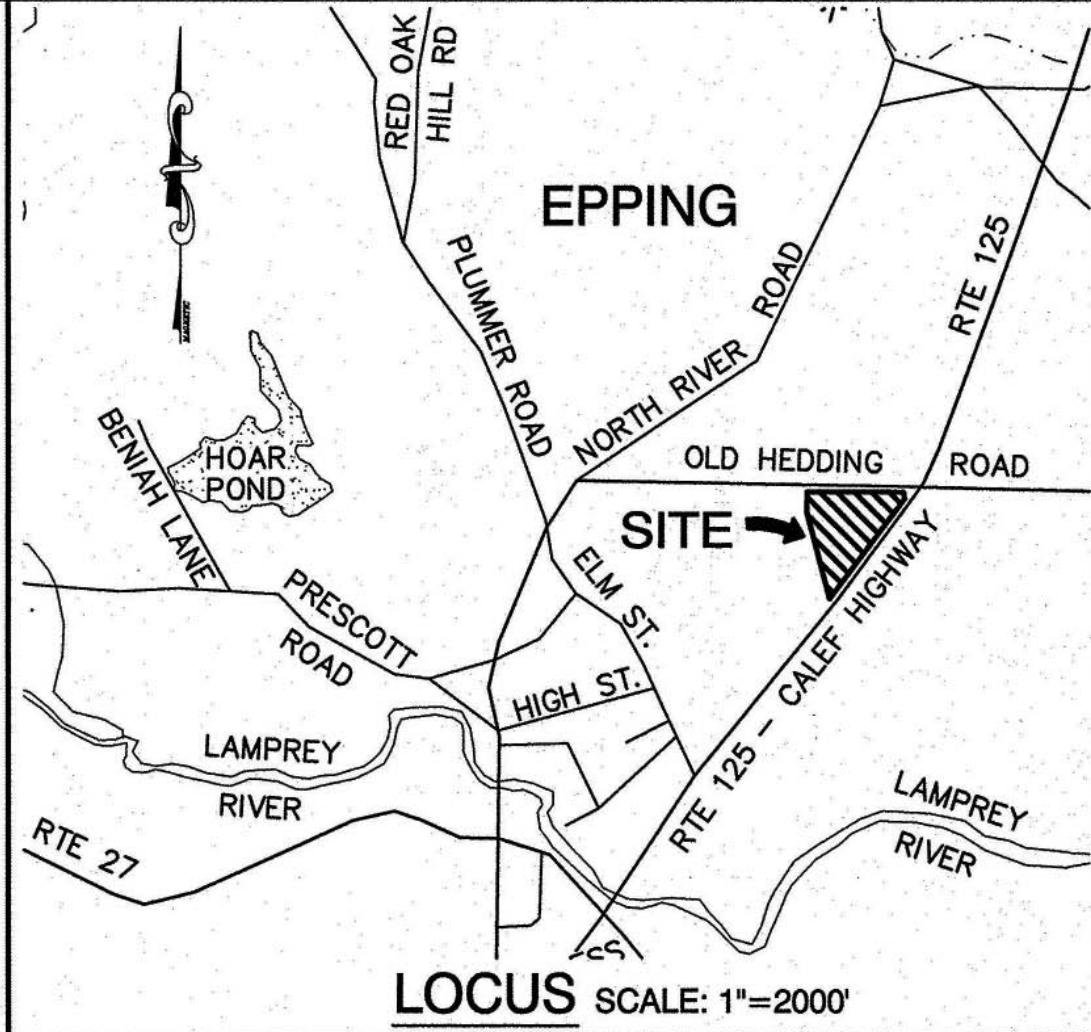 RED OAK
HILL RD
EPPING
MAGNETIC
PLUMMER ROAD
NORTH RIVER ROAD
RTE 125
BENIAH LANE
HOAR
POND
OLD HEDDING ROAD
SITE
ELM ST.
PRESCOTT
ROAD
HIGH ST.
RTE 125 - CALEF HIGHWAY
LAMPREY
RIVER
LAMPREY
RIVER
RTE 27
LOCUS SCALE: 1"=2000'